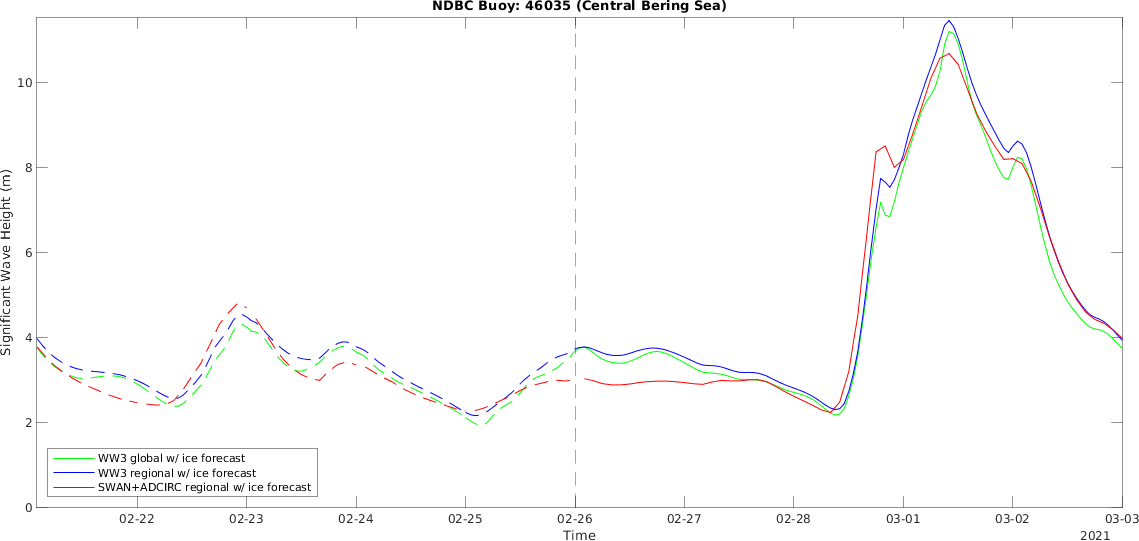 NDBC Buoy: 46035 (Central Bering Sea)
Significant Wave Height (m)
10
8
6
4
2
0
WW3 global w/ ice forecast
WW3 regional w/ ice forecast
SWAN+ADCIRC regional w/ ice forecast
02-22 02-23 02-24 02-25 02-26 02-27 02-28 03-01 03-02 03-03
Time
2021